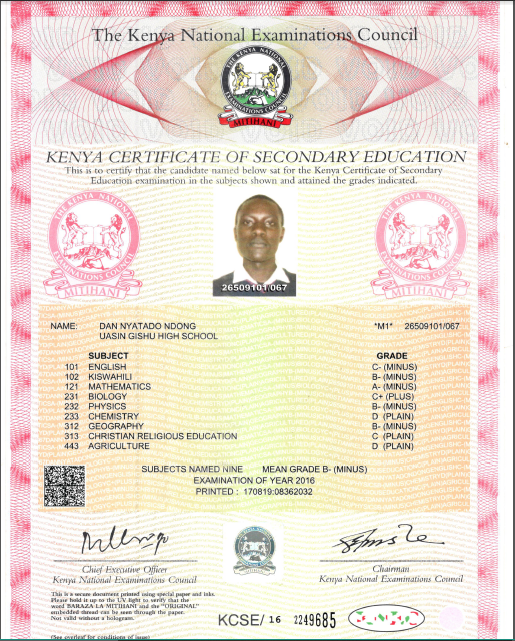 The Kenya National Examinations Council
THE KENYA NATIONAL
EXAMINATIONS COUNCIL
MITIHANI
KENYA CERTIFICATE OF SECONDARY EDUCATION
This is to certify that the candidate named below sat for the Kenya Certificate of Secondary
Education examination in the subjects shown and attained the grades indicated.
THE KENYA NATIONAL
EXAMINATIONS COUNCIL
MITIHANI
26509101/067
THE KENYA NATIONAL
EXAMINATIONS COUNCIL
MITIHANI
NAME: DAN NYATADO NDONG *M1* 26509101/067
UASIN GISHU HIGH SCHOOL
SUBJECT GRADE
101 ENGLISH C- (MINUS)
102 KISWAHILI B- (MINUS)
121 MATHEMATICS A- (MINUS)
231 BIOLOGY C+ (PLUS)
232 PHYSICS B- (MINUS)
233 CHEMISTRY D (PLAIN)
312 GEOGRAPHY B- (MINUS)
313 CHRISTIAN RELIGIOUS EDUCATION C (PLAIN)
443 AGRICULTURE D (PLAIN)
SUBJECTS NAMED NINE MEAN GRADE B- (MINUS)
EXAMINATION OF YEAR 2016
PRINTED : 170819:08362032
Chief Executive Officer
Kenya National Examinations Council
Chairman
Kenya National Examinations Council
This is a secure document printed using special paper and inks.
Please hold it up to the UV light to verify that the
word BARAZA LA MITIHANI and the "ORIGINAL"
embedded thread can be seen through the paper.
Not valid without a hologram.
KCSE/ 16 2249685
(See overleaf for conditions of issue)